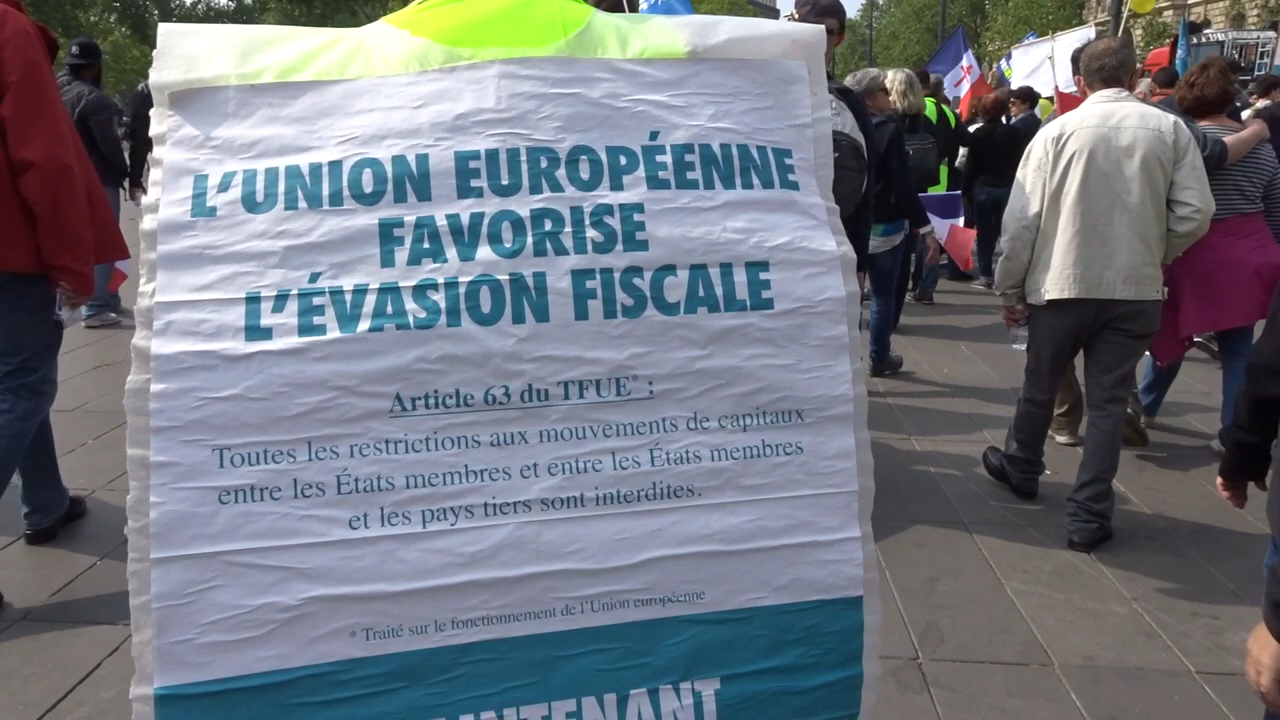 L'UNION EUROPÉENNE
FAVORISE
L'ÉVASION FISCALE
Article 63 du TFUE* :
Toutes les restrictions aux mouvements de capitaux
entre les États membres et entre les États membres
et les pays tiers sont interdites.
* Traité sur le fonctionnement de l'Union européenne